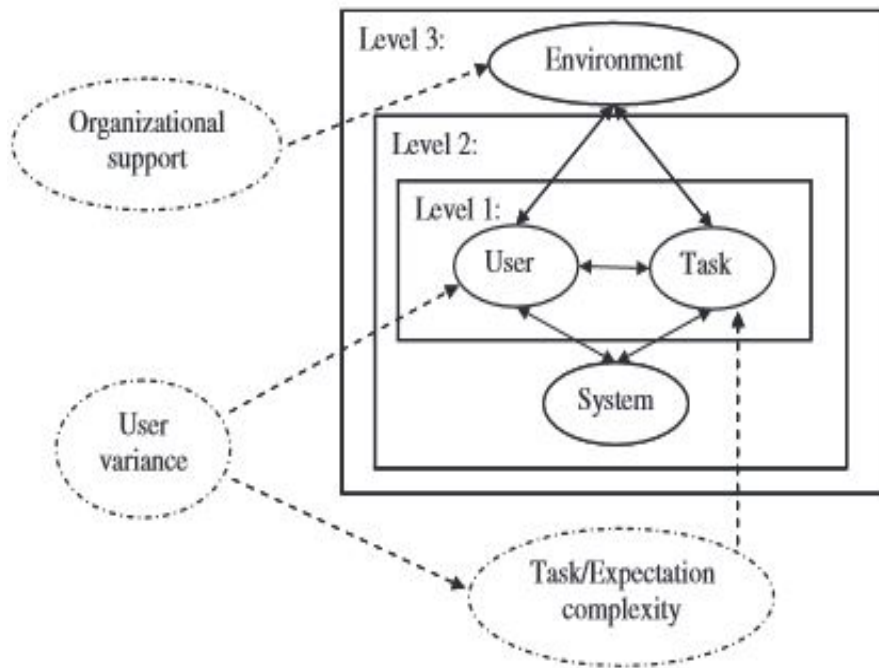 Level 3:
Environment
Organizational
support
Level 2:
Level 1:
User
Task
System
User
variance
Task/Expectation
complexity